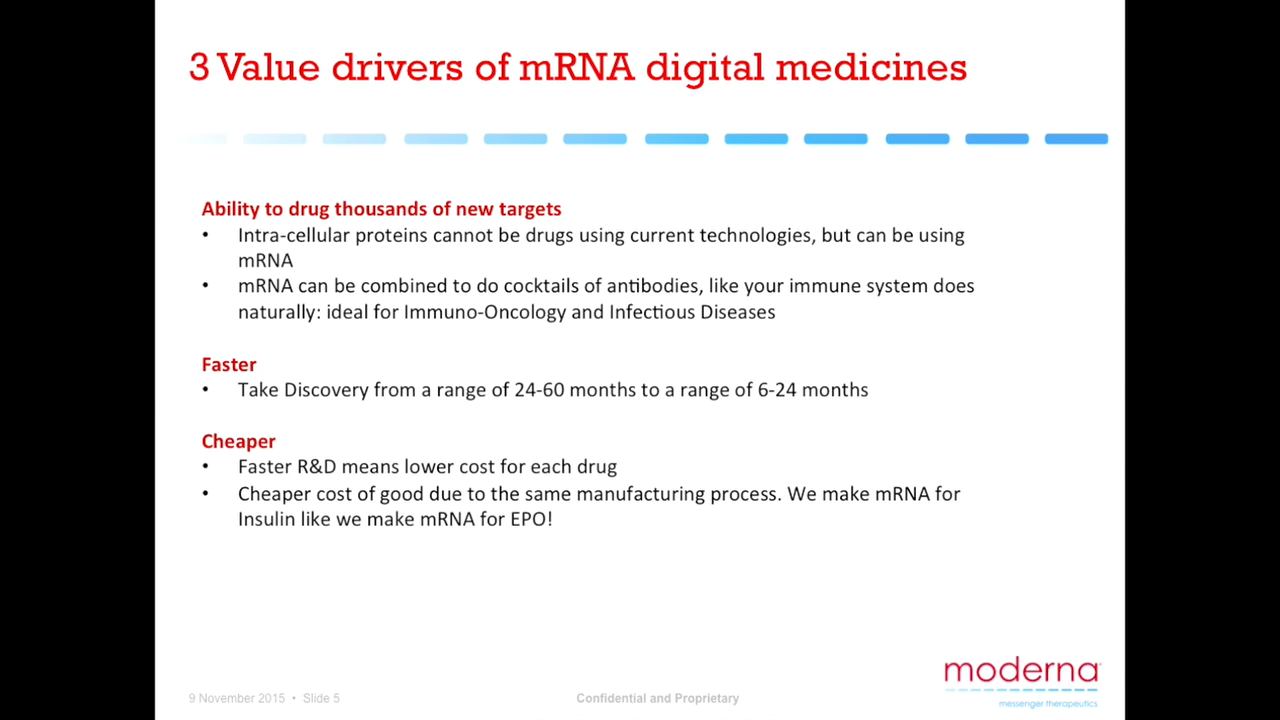 3 Value drivers of mRNA digital medicines
Ability to drug thousands of new targets
• Intra-cellular proteins cannot be drugs using current technologies, but can be using
mRNA
• mRNA can be combined to do cocktails of antibodies, like your immune system does
naturally: ideal for Immuno-Oncology and Infectious Diseases
Faster
• Take Discovery from a range of 24-60 months to a range of 6-24 months
Cheaper
• Faster R&D means lower cost for each drug
• Cheaper cost of good due to the same manufacturing process. We make mRNA for
Insulin like we make mRNA for EPO!
moderna
messenger therapeutics
9 November 2015 • Slide 5
Confidential and Proprietary